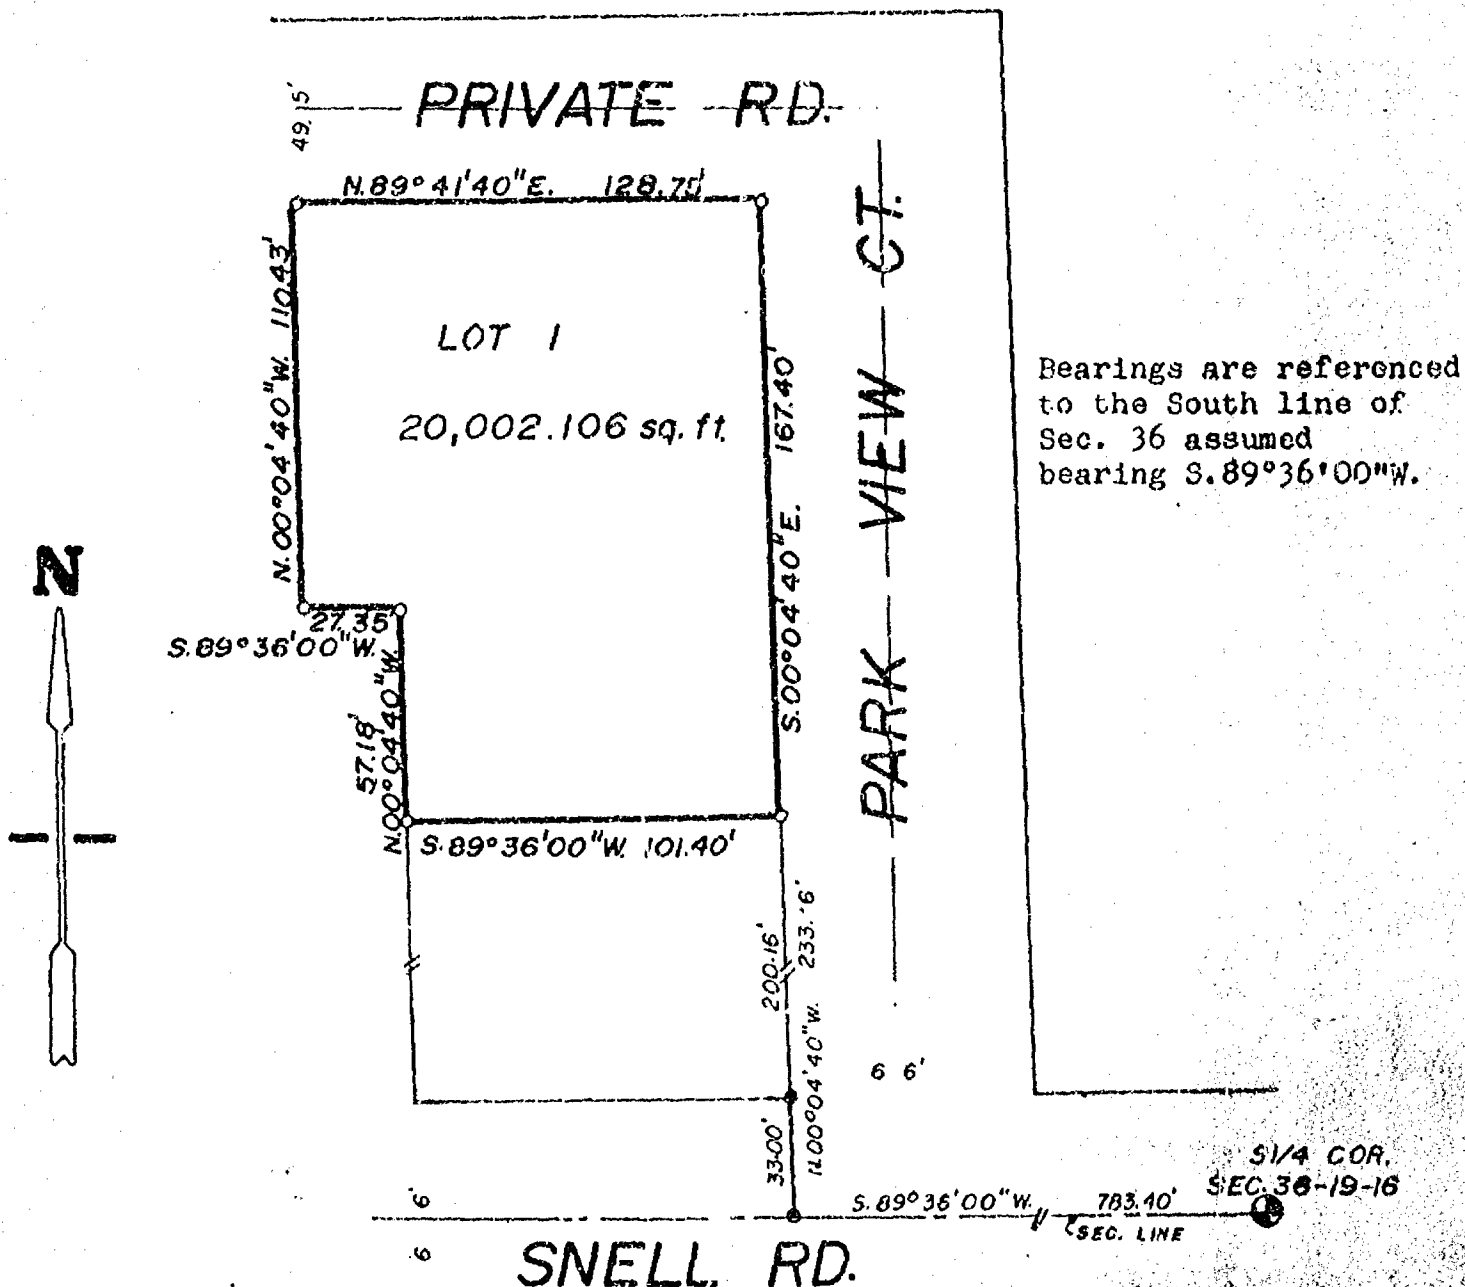 PRIVATE RD.
49.15'
N.89°41'40"E. 128.75'
N.00°04'40"W. 110.43'
LOT 1
20,002.106 sq. ft.
167.40'
S.00°04'40"E.
PARK VIEW CT.
Bearings are referenced
to the South line of
Sec. 36 assumed
bearing S.89°36'00"W.
N
27.35'
S.89°36'00"W.
57.18'
N.00°04'40"W.
S.89°36'00"W. 101.40'
200.16'
N.00°04'40"W.
66'
33.00'
S1/4 COR.
SEC. 36-19-16
S.89°36'00"W. 783.40'
SEC. LINE
SNELL RD.